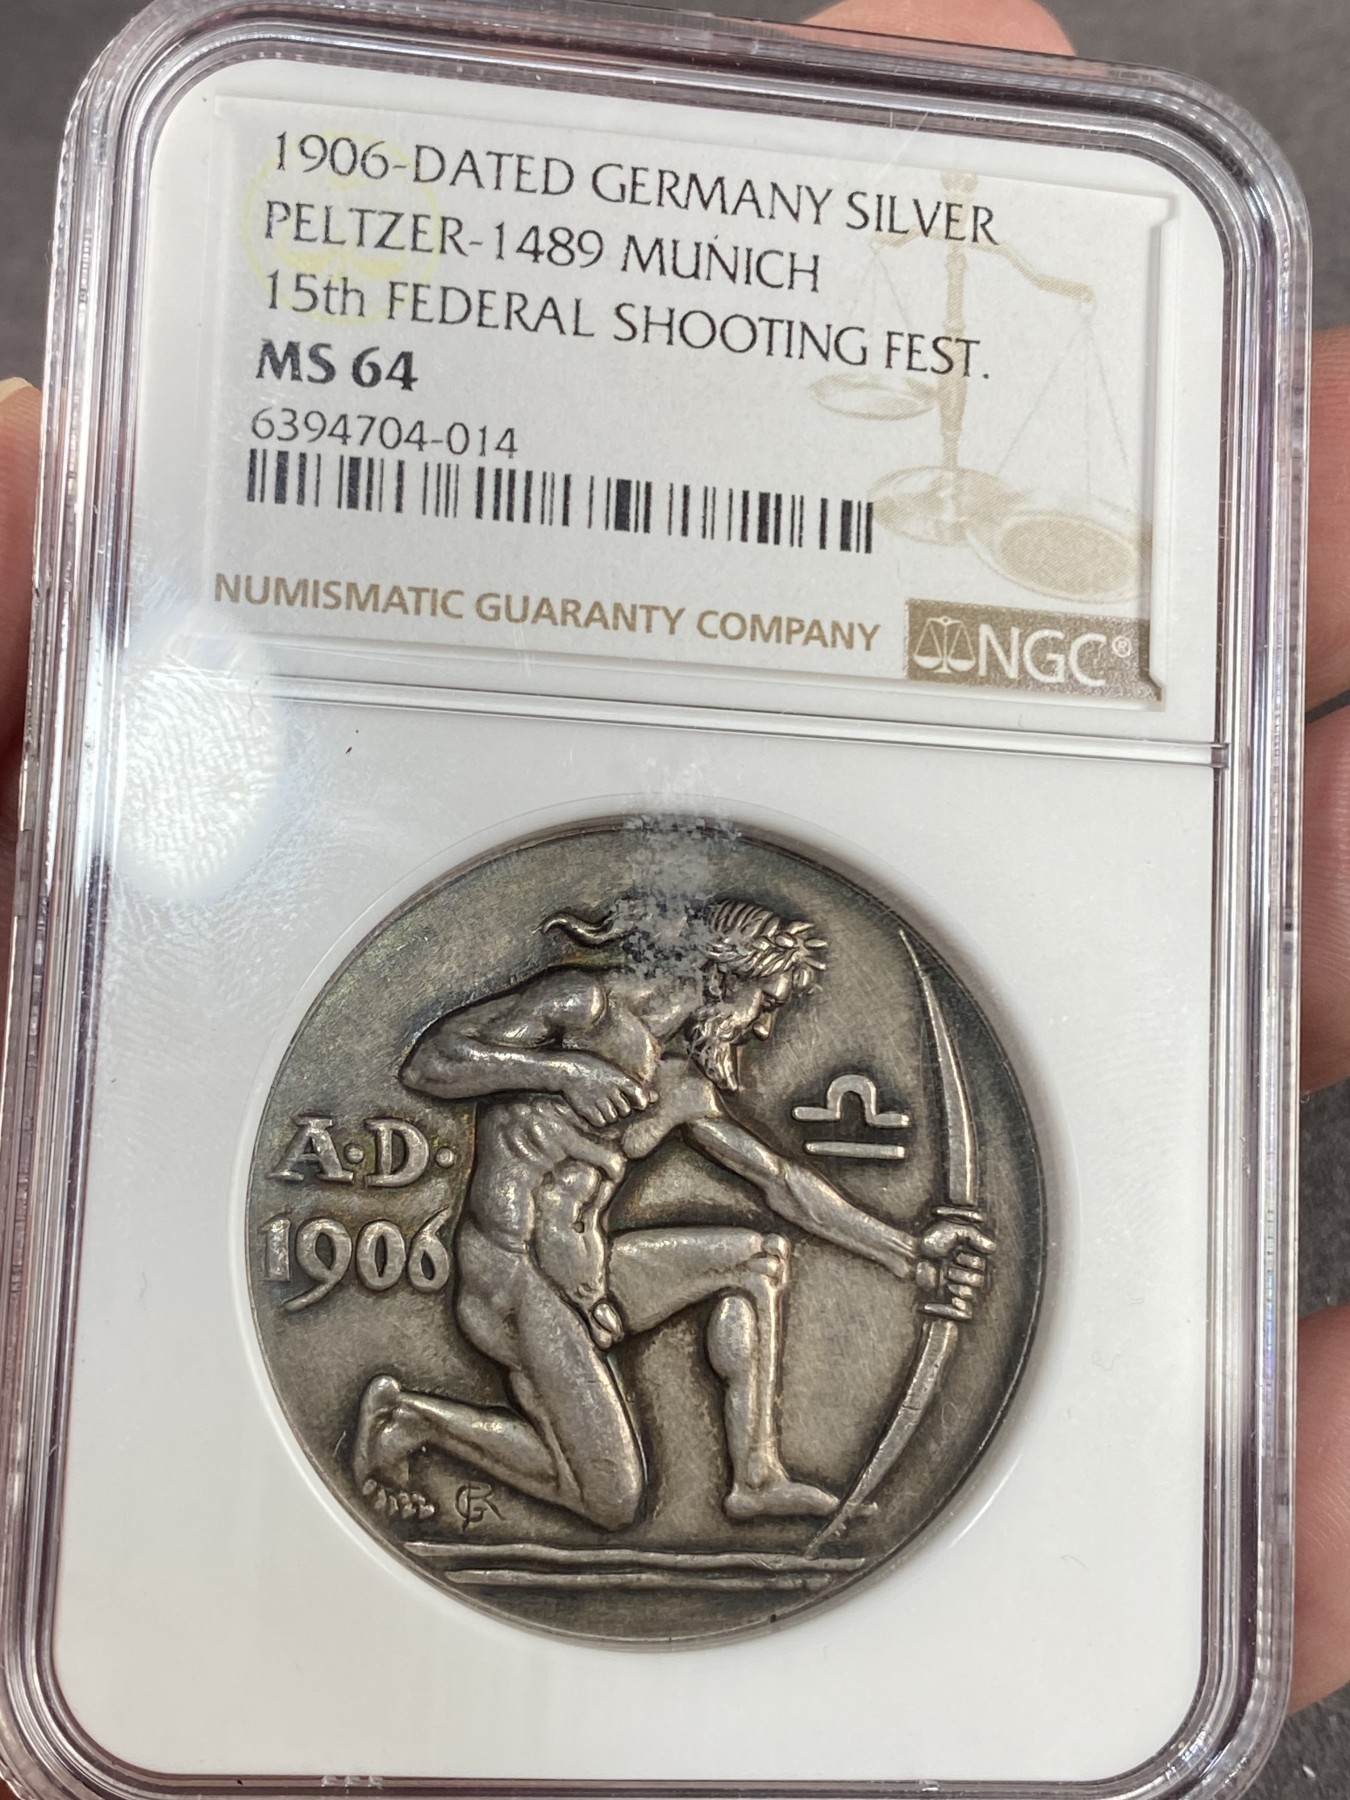 1906-DATED GERMANY SILVER
PELTZER-1489 MUNICH
15th FEDERAL SHOOTING FEST.
MS 64
6394704-014
NUMISMATIC GUARANTY COMPANY
NGC®
A·D·
1906